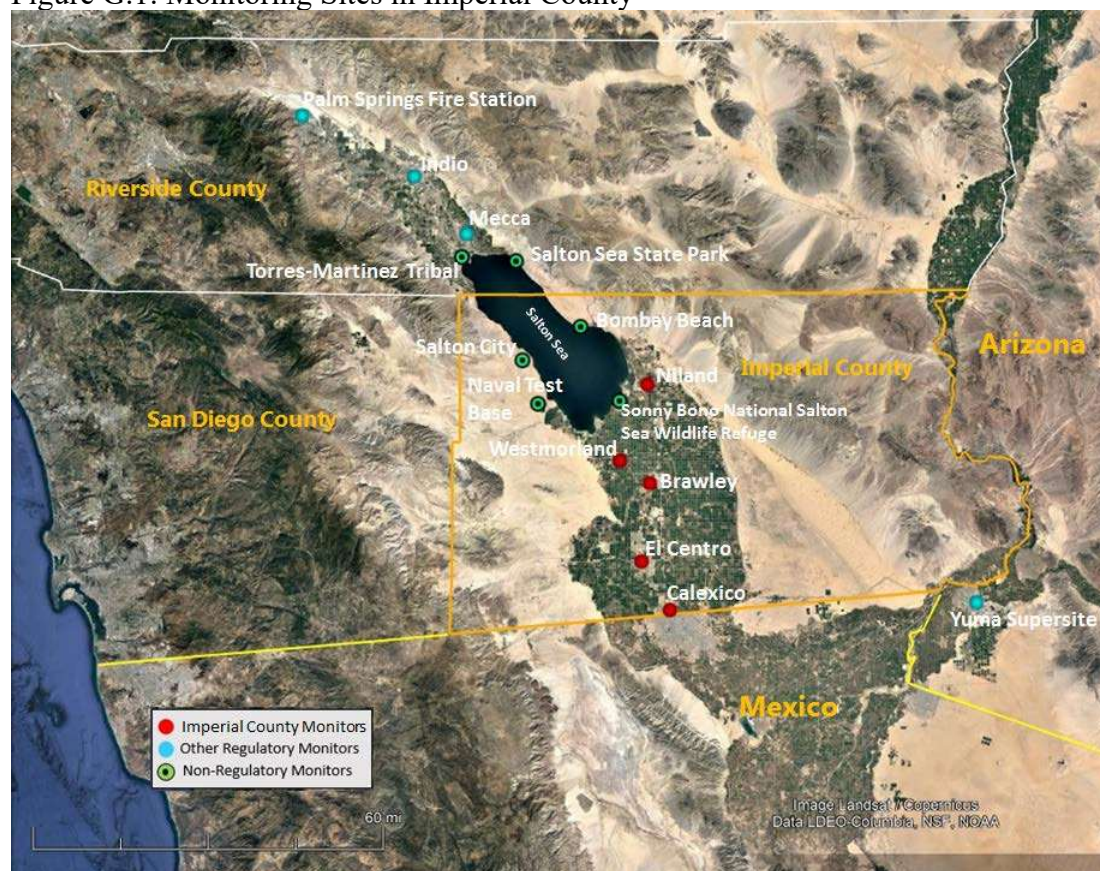 Figure G.1: Monitoring Sites in Imperial County
Palm Springs Fire Station
Indio
Riverside County
Mecca
Salton Sea State Park
Torres-Martinez Tribal
Salton Sea
Bombay Beach
Arizona
Salton City
Imperial County
Niland
Naval Test
Base
Sonny Bono National Salton
Sea Wildlife Refuge
San Diego County
Westmorland
Brawley
El Centro
Calexico
Yuma Supersite
Mexico
Imperial County Monitors
Other Regulatory Monitors
Non-Regulatory Monitors
60 mi
Image Landsat / Copernicus
Data LDEO-Columbia, NSF, NOAA